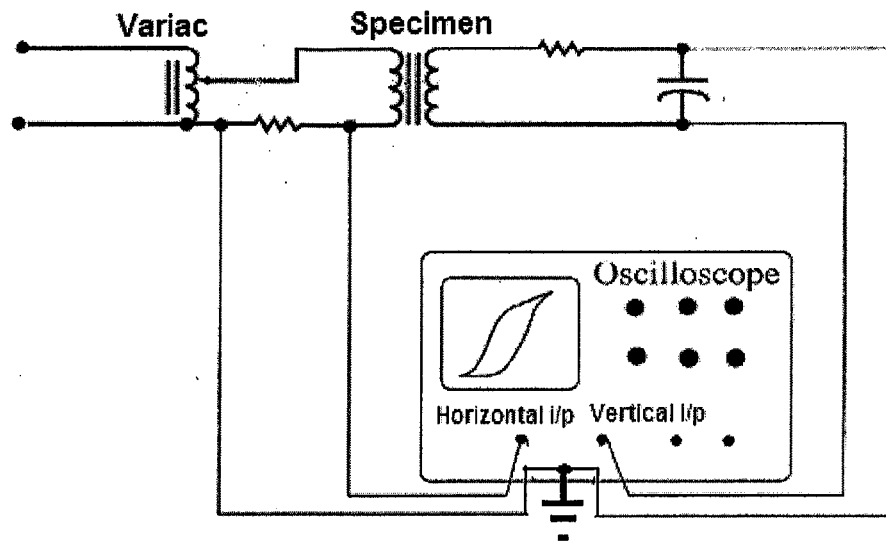 Variac
Specimen
Oscilloscope
Horizontal i/p
Vertical i/p